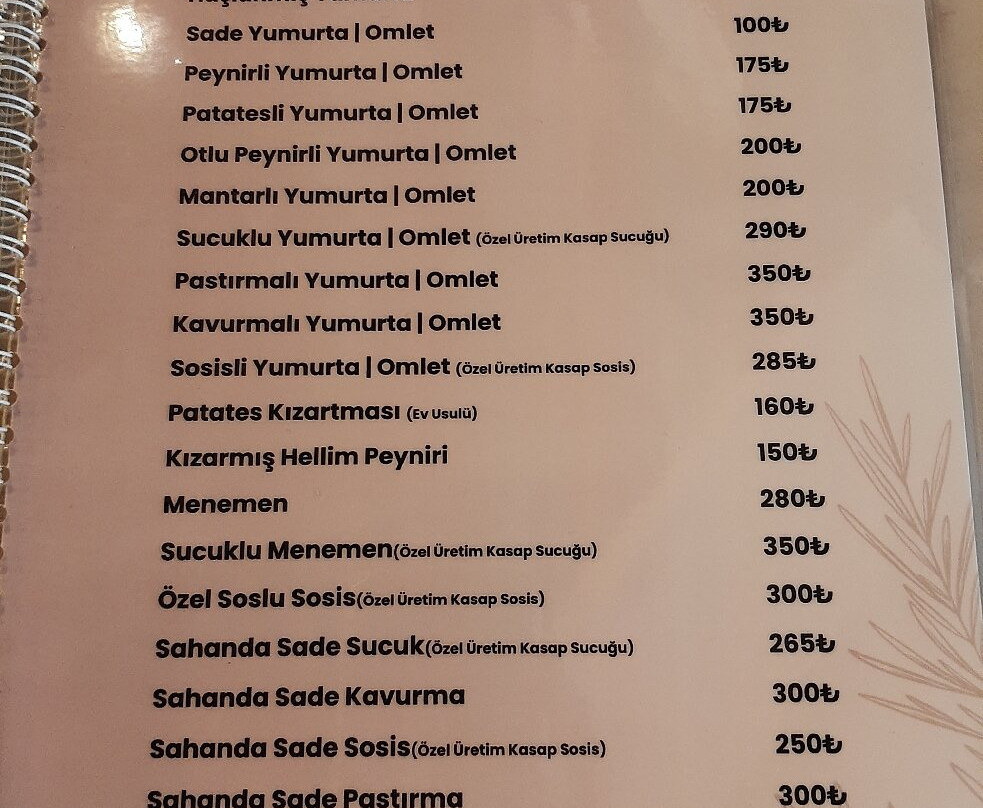 Sade Yumurta | Omlet 100₺
Peynirli Yumurta | Omlet 175₺
Patatesli Yumurta | Omlet 175₺
Otlu Peynirli Yumurta | Omlet 200₺
Mantarlı Yumurta | Omlet 200₺
Sucuklu Yumurta | Omlet (Özel Üretim Kasap Sucuğu) 290₺
Pastırmalı Yumurta | Omlet 350₺
Kavurmalı Yumurta | Omlet 350₺
Sosisli Yumurta | Omlet (Özel Üretim Kasap Sosis) 285₺
Patates Kızartması (Ev Usulü) 160₺
Kızarmış Hellim Peyniri 150₺
Menemen 280₺
Sucuklu Menemen(Özel Üretim Kasap Sucuğu) 350₺
Özel Soslu Sosis(Özel Üretim Kasap Sosis) 300₺
Sahanda Sade Sucuk(Özel Üretim Kasap Sucuğu) 265₺
Sahanda Sade Kavurma 300₺
Sahanda Sade Sosis(Özel Üretim Kasap Sosis) 250₺
Sahanda Sade Pastırma 300₺